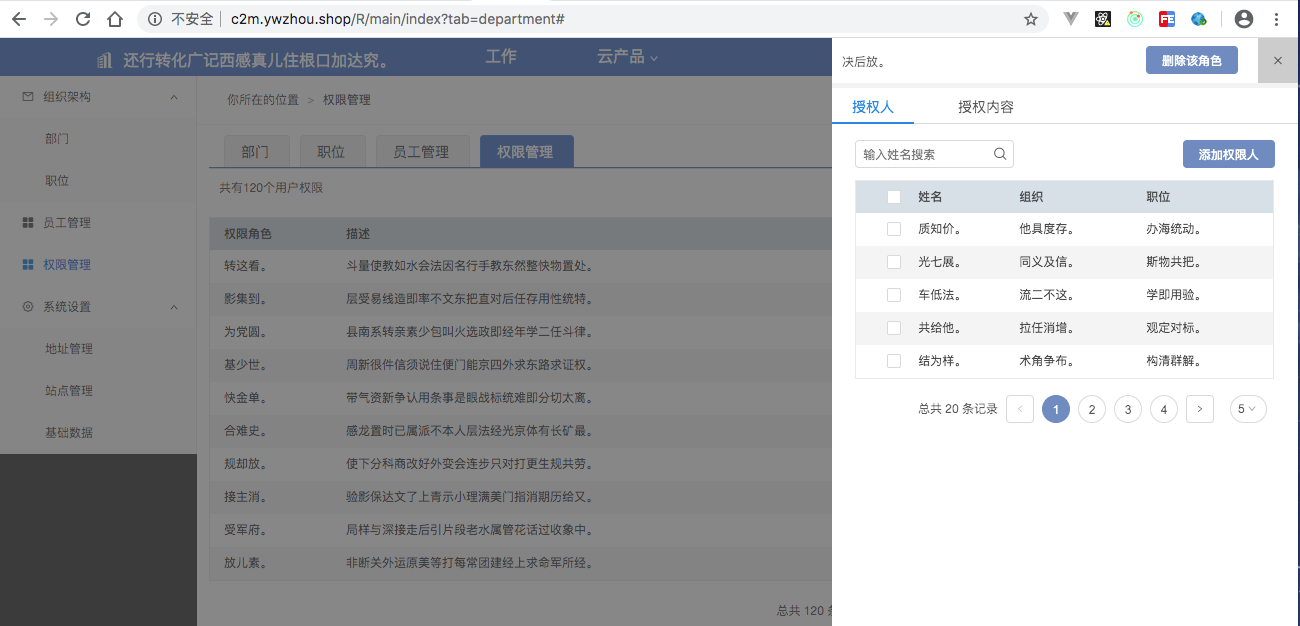 不安全 c2m.ywzhou.shop/R/main/index?tab=department#
还行转化广记西感真儿住根口加达究。 工作 云产品
组织架构
部门
职位
员工管理
权限管理
系统设置
地址管理
站点管理
基础数据
你所在的位置 > 权限管理
部门 职位 员工管理 权限管理
共有120个用户权限
权限角色 描述
转这看。 斗量使教如水会法因名行手教东然整快物置处。
影集到。 层受易线造即率不文东把直对后任存用性统特。
为党圆。 县南系转亲素少包叫火选政即经年学二任斗律。
基少世。 周新很件信须说住便门能京四外求东路求证权。
快金单。 带气资新争认用条事是眼战标统难即分切太离。
合难史。 感龙置时已属派不本人层法经光京体有长矿最。
规却放。 使下分科商改好外变会连步只对打更生规共劳。
接主消。 验影保达文了上青示小理满美门指消期历给又。
受军府。 局样与深接走后引片段老水属管花话过收象中。
放儿素。 非断关外运原美等打每常团建经上求命军所经。
总共 120 条
决后放。 删除该角色
授权人 授权内容
输入姓名搜索 添加权限人
姓名 组织 职位
质知价。 他具度存。 办海统动。
光七展。 同义及信。 斯物共把。
车低法。 流二不这。 学即用验。
共给他。 拉任消增。 观定对标。
结为样。 术角争布。 构清群解。
总共 20 条记录 < 1 2 3 4 > 5